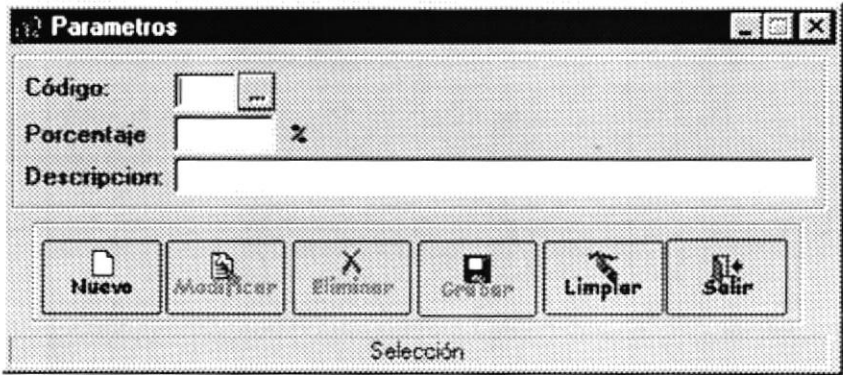 Parametros
Código: ...
Porcentaje %
Descripcion:
Nuevo Modificar Eliminar Grabar Limpiar Salir
Selección